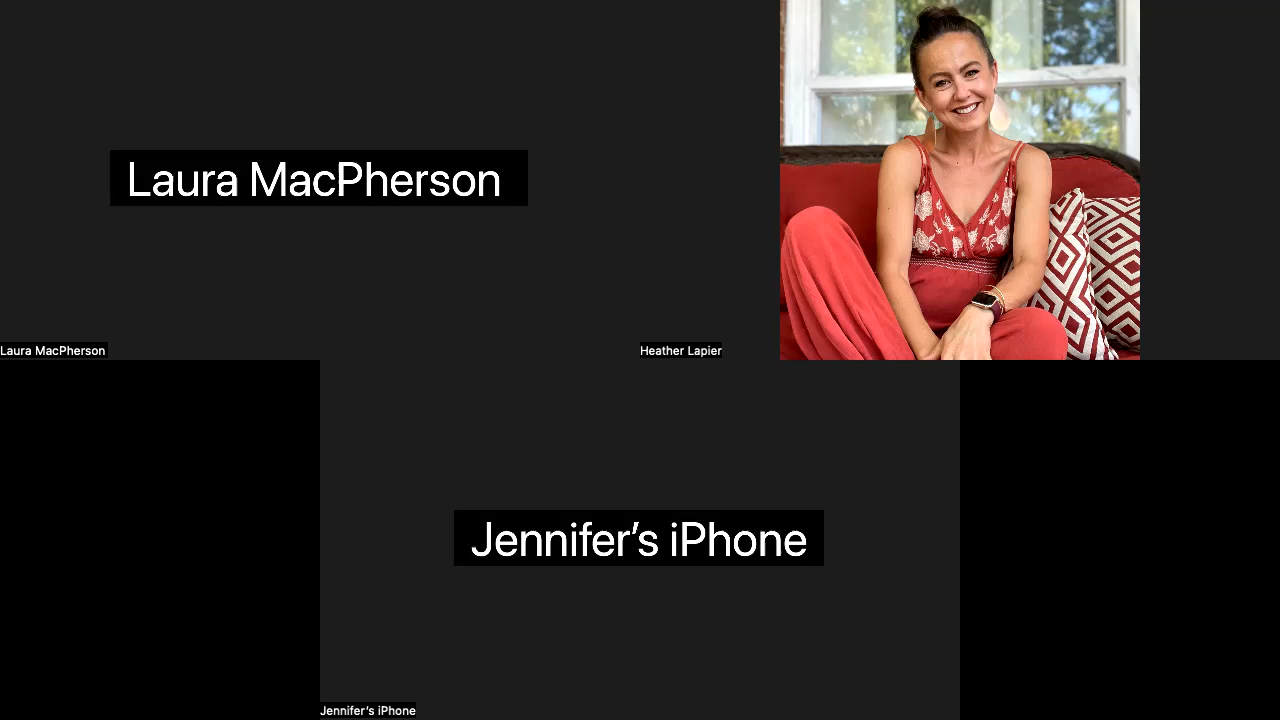 Laura MacPherson
Laura MacPherson
Heather Lapier
Jennifer’s iPhone
Jennifer’s iPhone